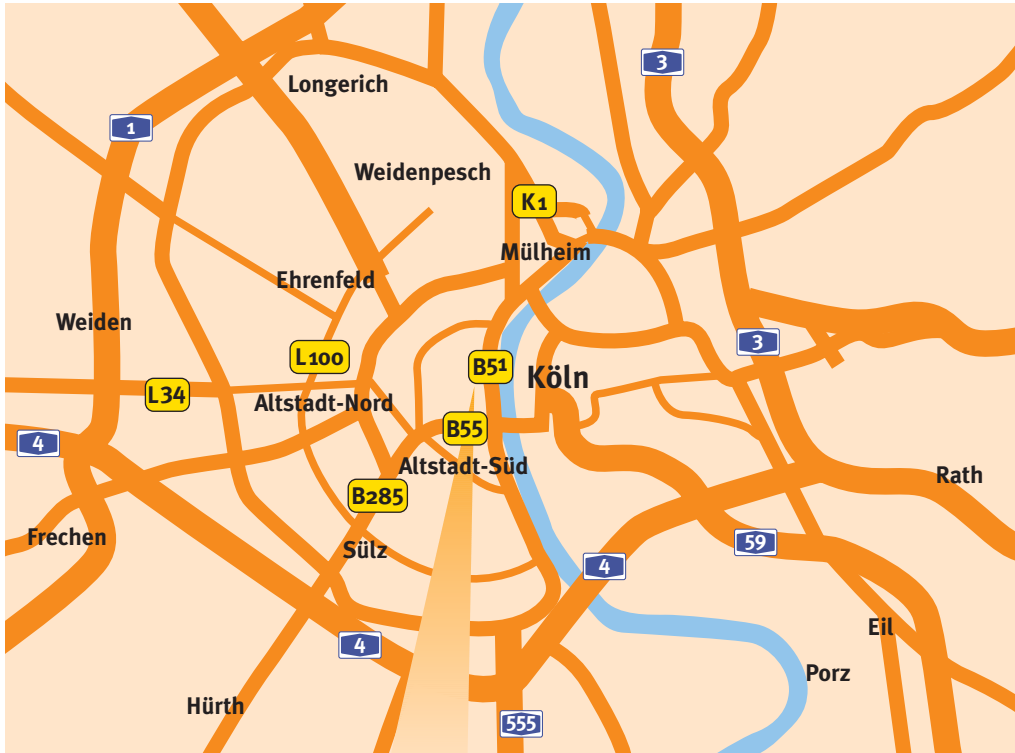 3
Longerich
1
Weidenpesch
K1
Mülheim
Ehrenfeld
Weiden
3
L100
B51
Köln
L34
Altstadt-Nord
B55
4
Altstadt-Süd
Rath
B285
Frechen
Sülz
59
4
Eil
4
Porz
Hürth
555